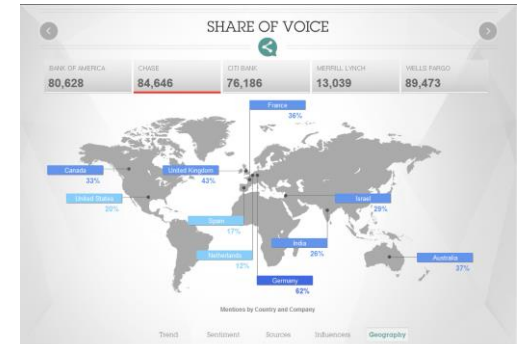 SHARE OF VOICE
BANK OF AMERICA
80,628
CHASE
84,646
CITI BANK
76,186
MERRILL LYNCH
13,039
WELLS FARGO
89,473
France
36%
Canada
33%
United Kingdom
43%
United States
20%
Israel
29%
Spain
17%
India
26%
Netherlands
12%
Australia
37%
Germany
62%
Mentions by Country and Company
Trend Sentiment Sources Influencers Geography